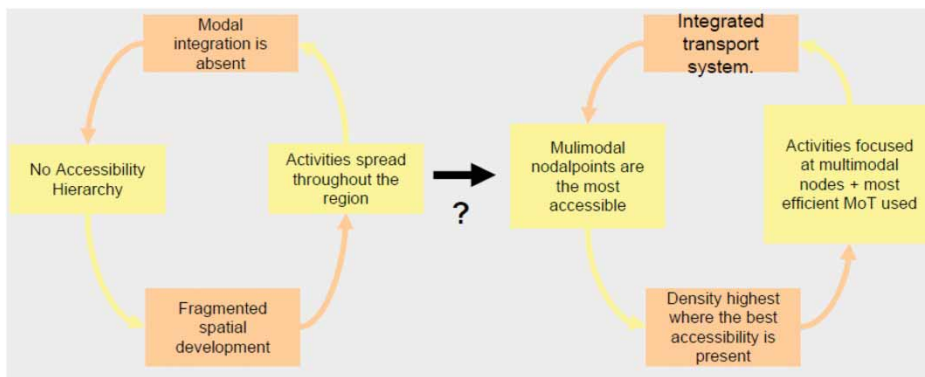 Modal
integration is
absent
No Accessibility
Hierarchy
Activities spread
throughout the
region
Fragmented
spatial
development
?
Integrated
transport
system.
Mulimodal
nodalpoints are
the most
accessible
Activities focused
at multimodal
nodes + most
efficient MoT used
Density highest
where the best
accessibility is
present